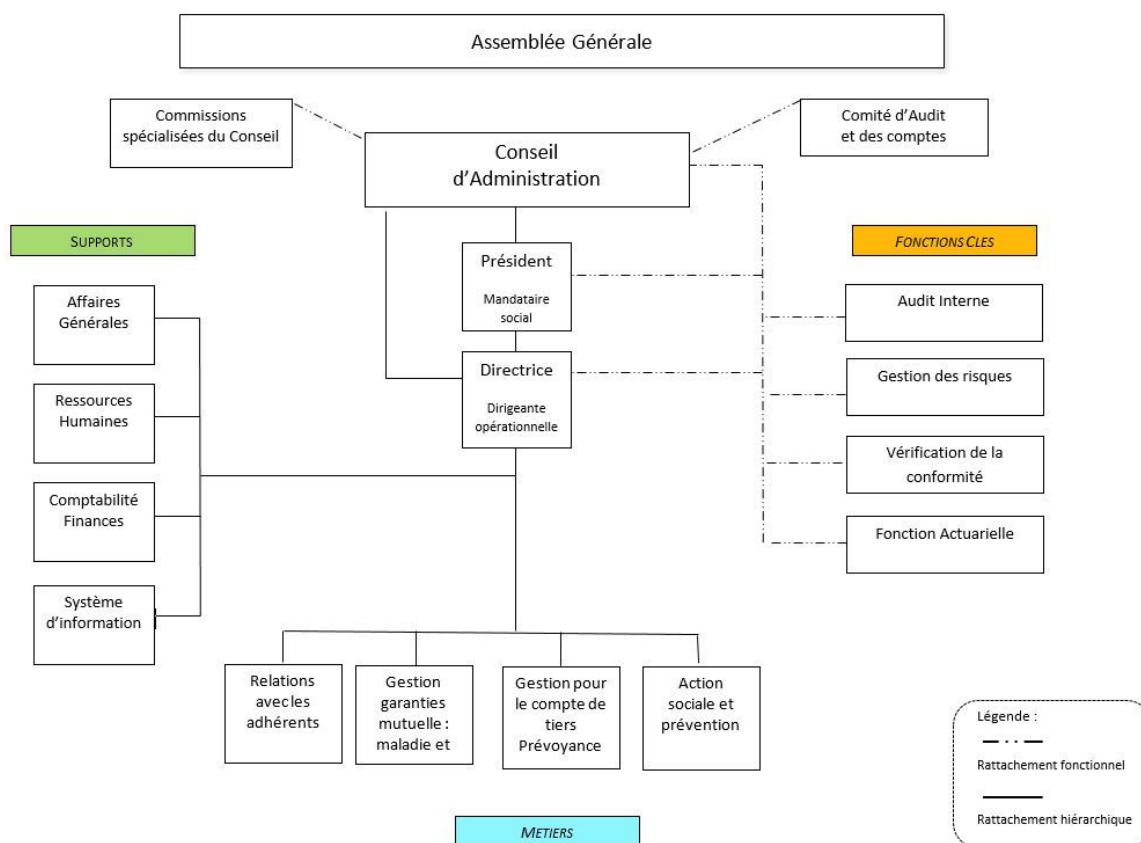 Assemblée Générale
Commissions
spécialisées du Conseil
Comité d'Audit
et des comptes
Conseil
d'Administration
SUPPORTS
FONCTIONS CLES
Président
Mandataire
social
Directrice
Dirigeante
opérationnelle
Affaires
Générales
Ressources
Humaines
Comptabilité
Finances
Système
d'information
Audit Interne
Gestion des risques
Vérification de la
conformité
Fonction Actuarielle
Relations
avec les
adhérents
Gestion
garanties
mutuelle :
maladie et
Gestion pour
le compte de
tiers
Prévoyance
Action
sociale et
prévention
METIERS
Légende :
Rattachement fonctionnel
Rattachement hiérarchique